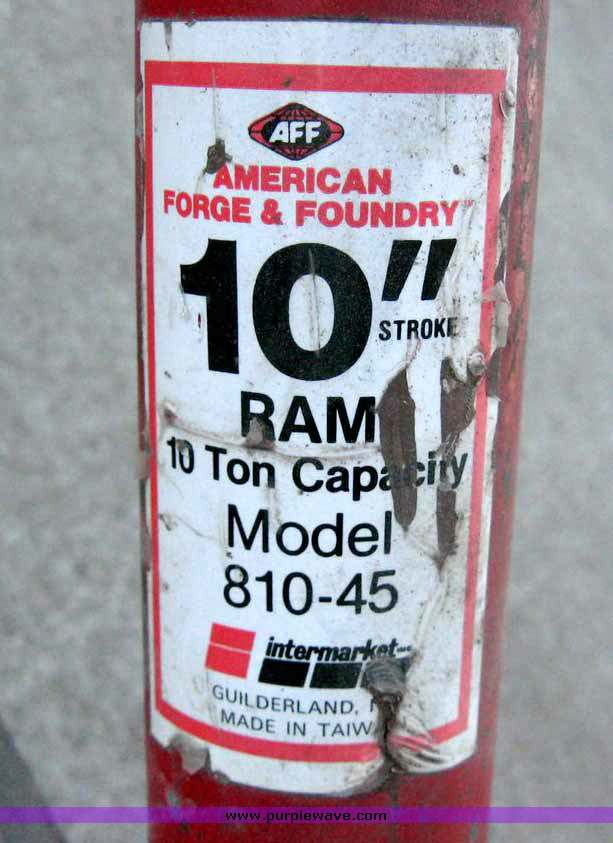 AFF
AMERICAN
FORGE & FOUNDRY
10"
STROKE
RAM
10 Ton Capacity
Model
810-45
intermarket
GUILDERLAND,
MADE IN TAIW
www.purplewave.com